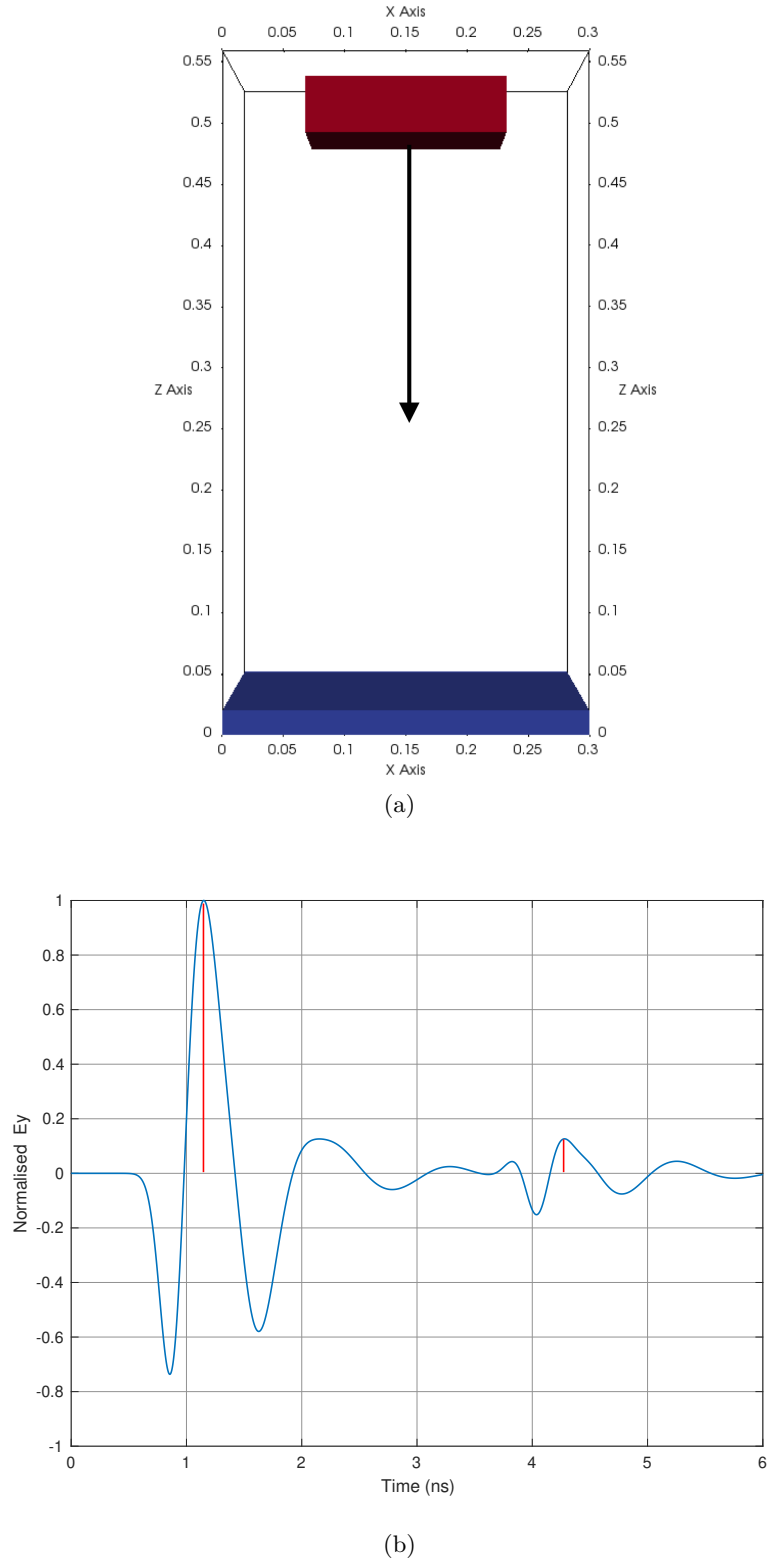 X Axis
0 0.05 0.1 0.15 0.2 0.25 0.3
0.55 0.55
0.5 0.5
0.45 0.45
0.4 0.4
0.35 0.35
0.3 0.3
Z Axis Z Axis
0.25 0.25
0.2 0.2
0.15 0.15
0.1 0.1
0.05 0.05
0 0
0 0.05 0.1 0.15 0.2 0.25 0.3
X Axis
(a)
1
0.8
0.6
0.4
0.2
0
-0.2
-0.4
-0.6
-0.8
-1
Normalised Ey
0 1 2 3 4 5 6
Time (ns)
(b)